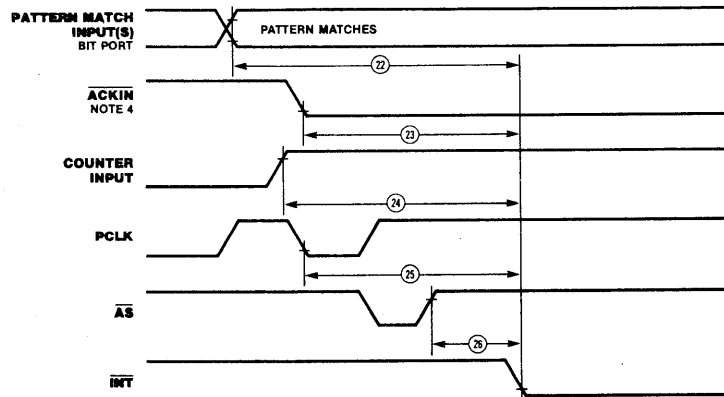 PATTERN MATCH
INPUT(S)
BIT PORT
PATTERN MATCHES
22
ACKIN
NOTE 4
23
COUNTER
INPUT
24
PCLK
25
AS
26
INT